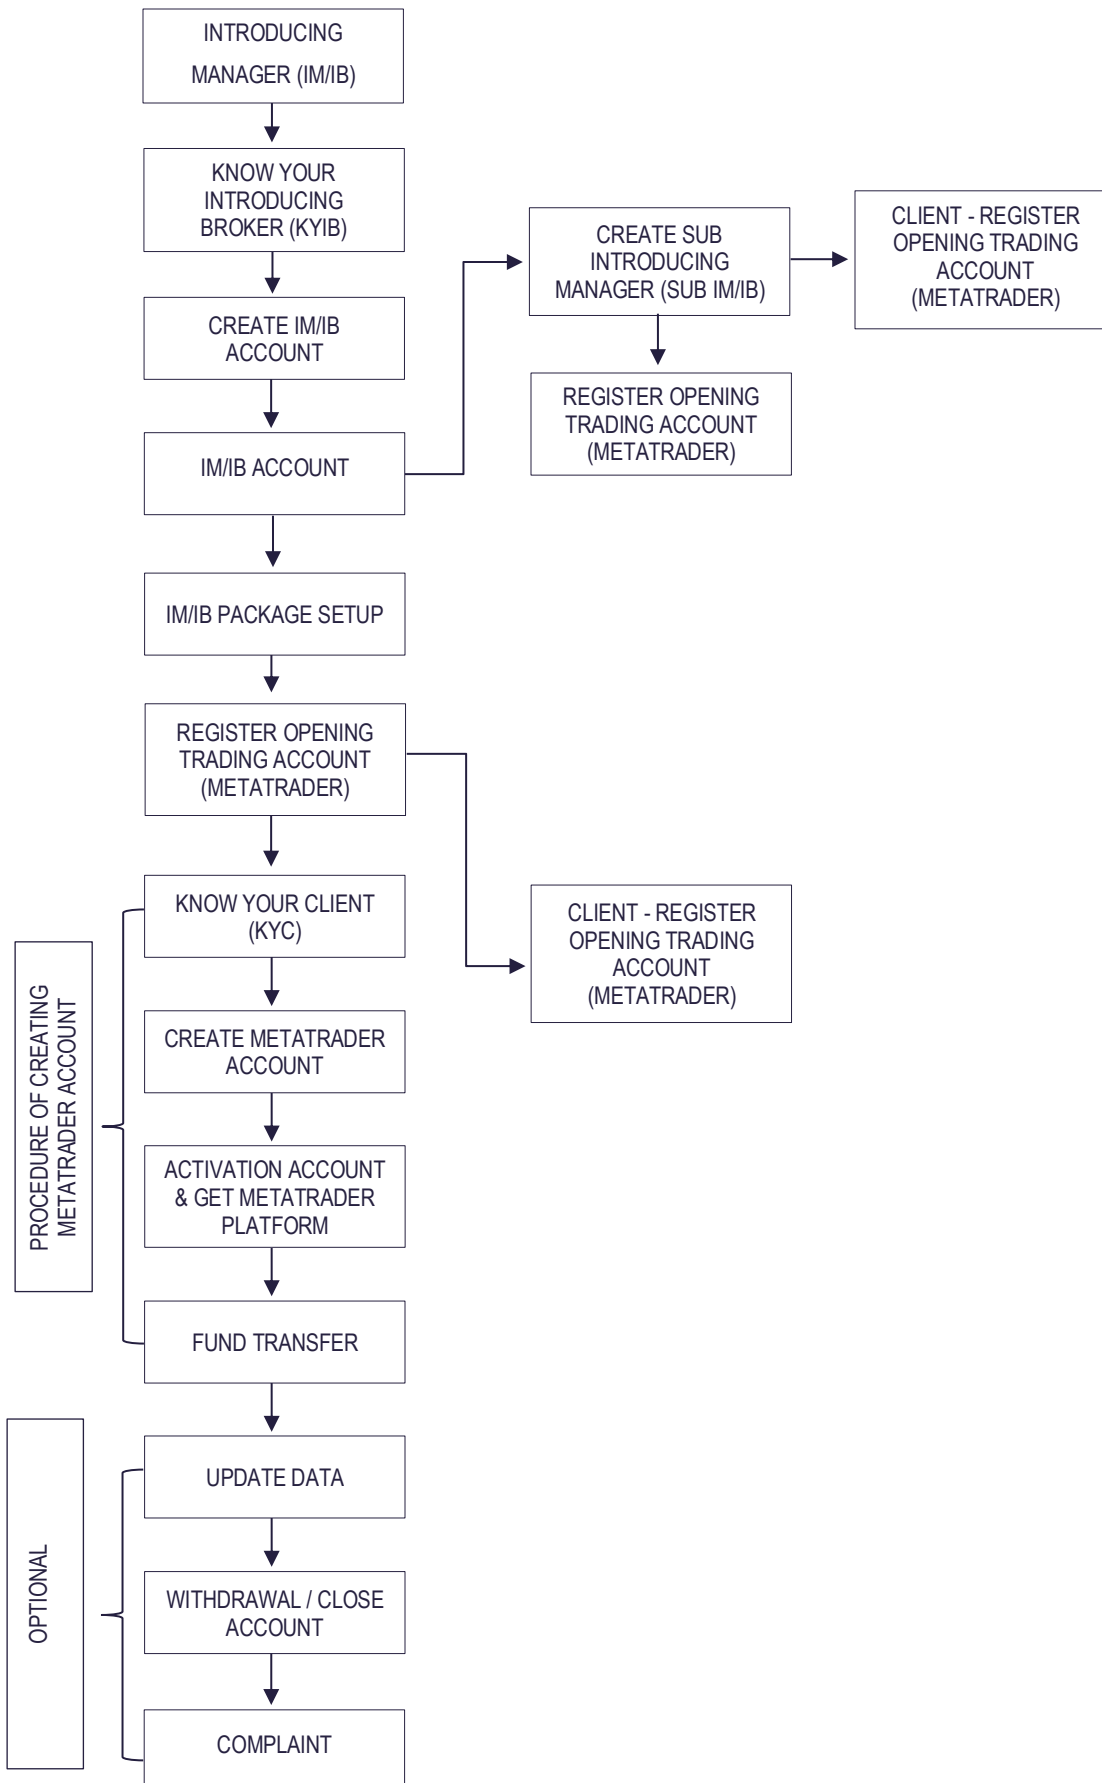 INTRODUCING
MANAGER (IM/IB)
KNOW YOUR
INTRODUCING
BROKER (KYIB)
CREATE IM/IB
ACCOUNT
IM/IB ACCOUNT
CREATE SUB
INTRODUCING
MANAGER (SUB IM/IB)
CLIENT - REGISTER
OPENING TRADING
ACCOUNT
(METATRADER)
REGISTER OPENING
TRADING ACCOUNT
(METATRADER)
IM/IB PACKAGE SETUP
REGISTER OPENING
TRADING ACCOUNT
(METATRADER)
CLIENT - REGISTER
OPENING TRADING
ACCOUNT
(METATRADER)
PROCEDURE OF CREATING
METATRADER ACCOUNT
KNOW YOUR CLIENT
(KYC)
CREATE METATRADER
ACCOUNT
ACTIVATION ACCOUNT
& GET METATRADER
PLATFORM
FUND TRANSFER
OPTIONAL
UPDATE DATA
WITHDRAWAL / CLOSE
ACCOUNT
COMPLAINT